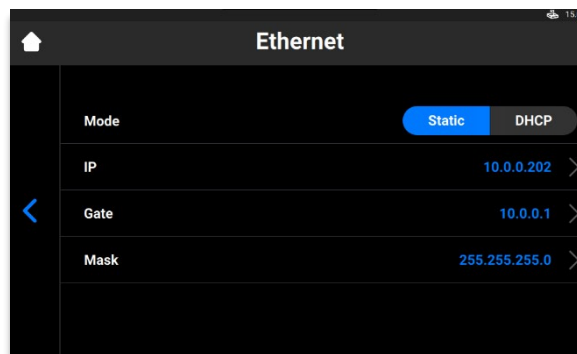 15.
Ethernet
Mode Static DHCP
IP 10.0.0.202
Gate 10.0.0.1
Mask 255.255.255.0